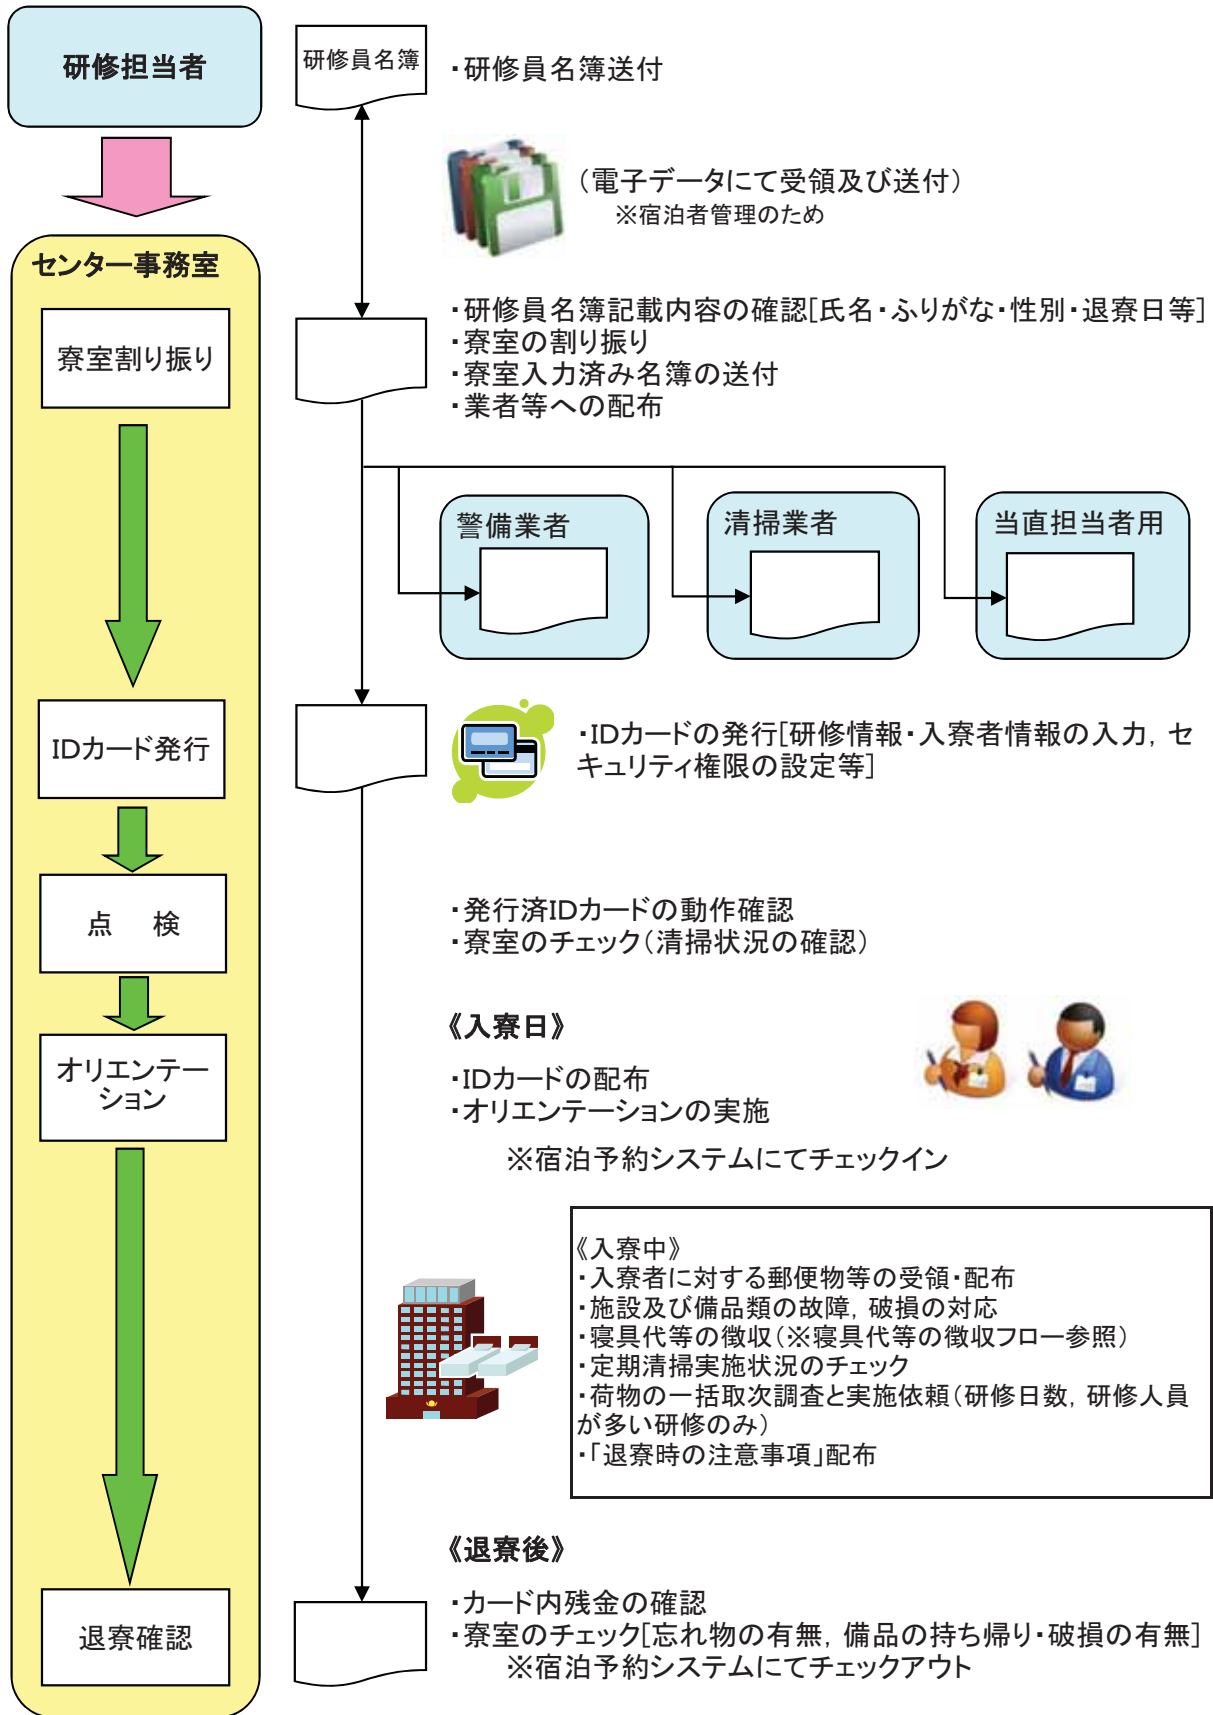 研修担当者
研修員名簿
・研修員名簿送付
（電子データにて受領及び送付）
※宿泊者管理のため
センター事務室
寮室割り振り
・研修員名簿記載内容の確認[氏名・ふりがな・性別・退寮日等]
・寮室の割り振り
・寮室入力済み名簿の送付
・業者等への配布
警備業者
清掃業者
当直担当者用
IDカード発行
・IDカードの発行[研修情報・入寮者情報の入力，セ
キュリティ権限の設定等]
点　検
・発行済IDカードの動作確認
・寮室のチェック（清掃状況の確認）
《入寮日》
オリエンテー
ション
・IDカードの配布
・オリエンテーションの実施
※宿泊予約システムにてチェックイン
《入寮中》
・入寮者に対する郵便物等の受領・配布
・施設及び備品類の故障，破損の対応
・寝具代等の徴収（※寝具代等の徴収フロー参照）
・定期清掃実施状況のチェック
・荷物の一括取次調査と実施依頼（研修日数，研修人員
が多い研修のみ）
・「退寮時の注意事項」配布
《退寮後》
退寮確認
・カード内残金の確認
・寮室のチェック[忘れ物の有無，備品の持ち帰り・破損の有無]
※宿泊予約システムにてチェックアウト